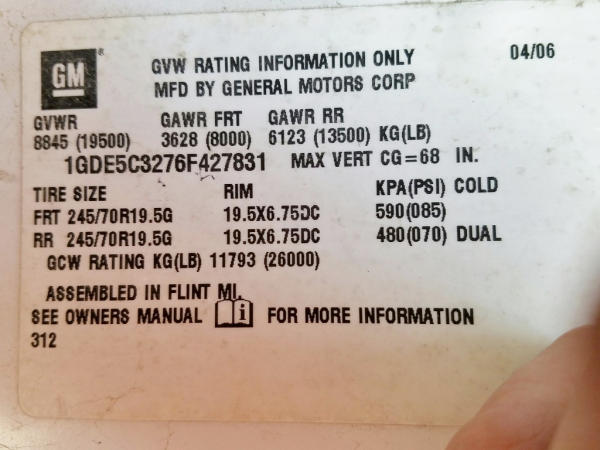 GM ® GVW RATING INFORMATION ONLY 04/06
MFD BY GENERAL MOTORS CORP
GVWR GAWR FRT GAWR RR
8845 (19500) 3628 (8000) 6123 (13500) KG(LB)
1GDE5C3276F427831 MAX VERT CG=68 IN.
TIRE SIZE RIM KPA(PSI) COLD
FRT 245/70R19.5G 19.5X6.75DC 590(085)
RR 245/70R19.5G 19.5X6.75DC 480(070) DUAL
GCW RATING KG(LB) 11793 (26000)
ASSEMBLED IN FLINT MI.
SEE OWNERS MANUAL i FOR MORE INFORMATION
312